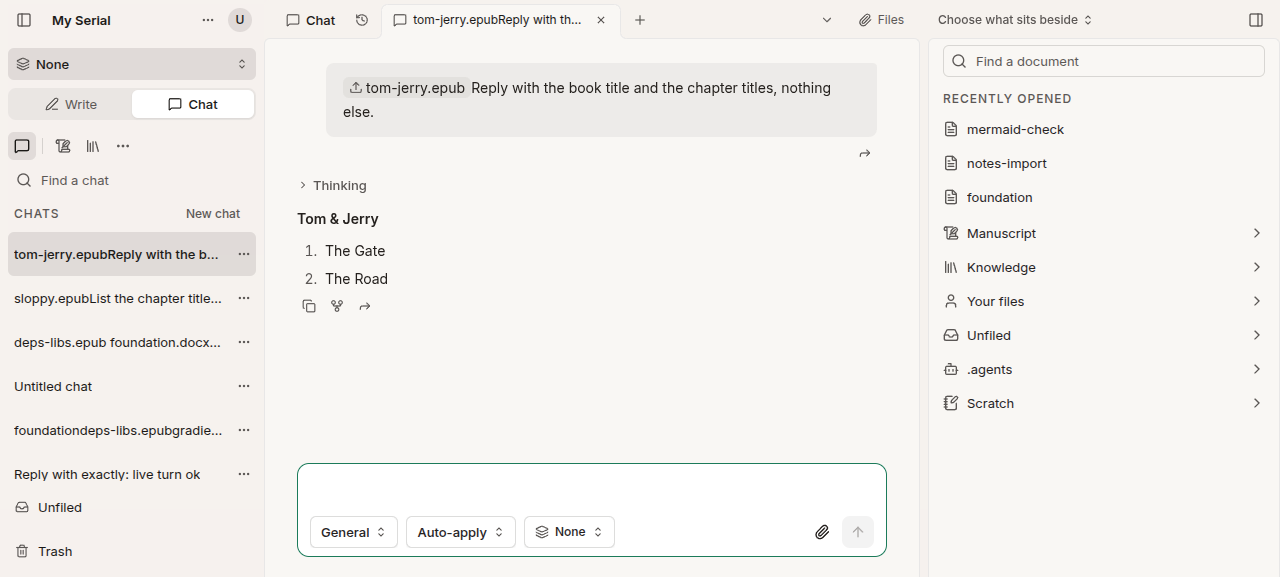 My Serial
U
None
Write
Chat
Find a chat
CHATS
New chat
tom-jerry.epubReply with the b...
sloppy.epubList the chapter title...
deps-libs.epub foundation.docx...
Untitled chat
foundationdeps-libs.epubgradie...
Reply with exactly: live turn ok
Unfiled
Trash
Chat
tom-jerry.epubReply with th...
Files
tom-jerry.epub Reply with the book title and the chapter titles, nothing
else.
Thinking
Tom & Jerry
1. The Gate
2. The Road
General
Auto-apply
None
Choose what sits beside
Find a document
RECENTLY OPENED
mermaid-check
notes-import
foundation
Manuscript
Knowledge
Your files
Unfiled
.agents
Scratch